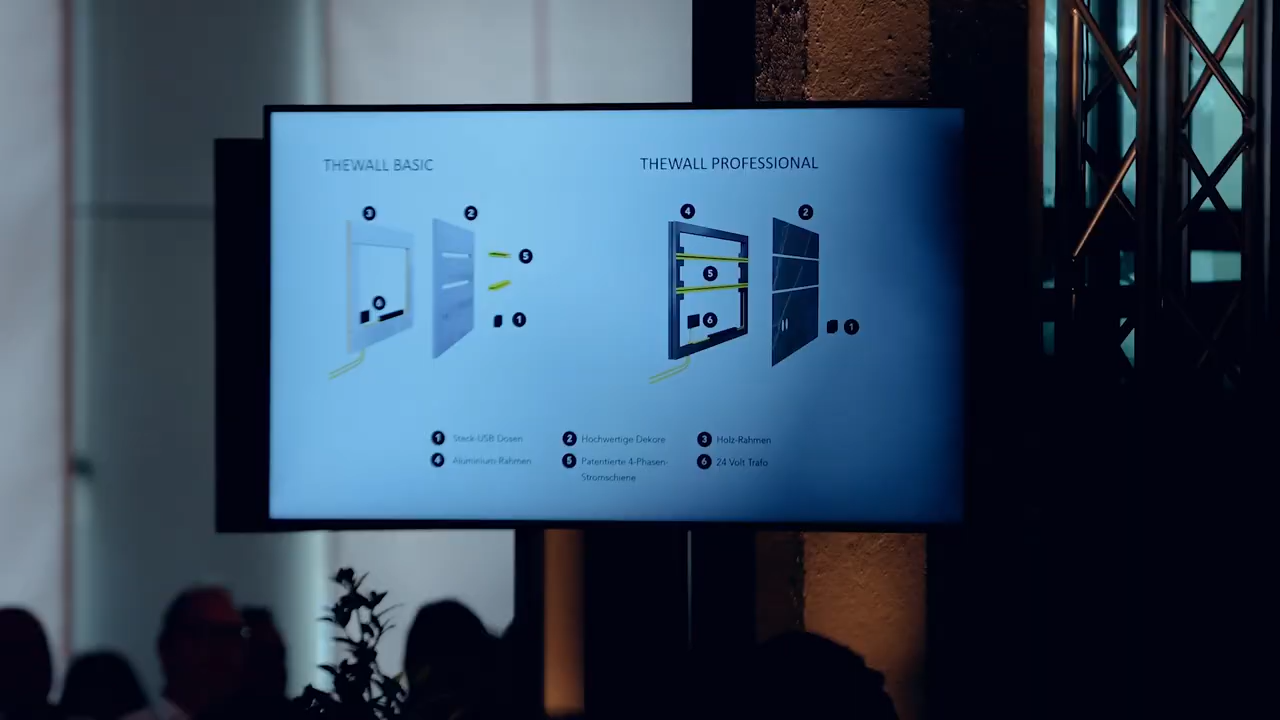 THEWALL BASIC
THEWALL PROFESSIONAL
3 2 5 6 1
4 2 5 6 1
1 Steck-USB Dosen
2 Hochwertige Dekore
3 Holz-Rahmen
4 Aluminium-Rahmen
5 Patentierte 4-Phasen-
Stromschiene
6 24 Volt Trafo